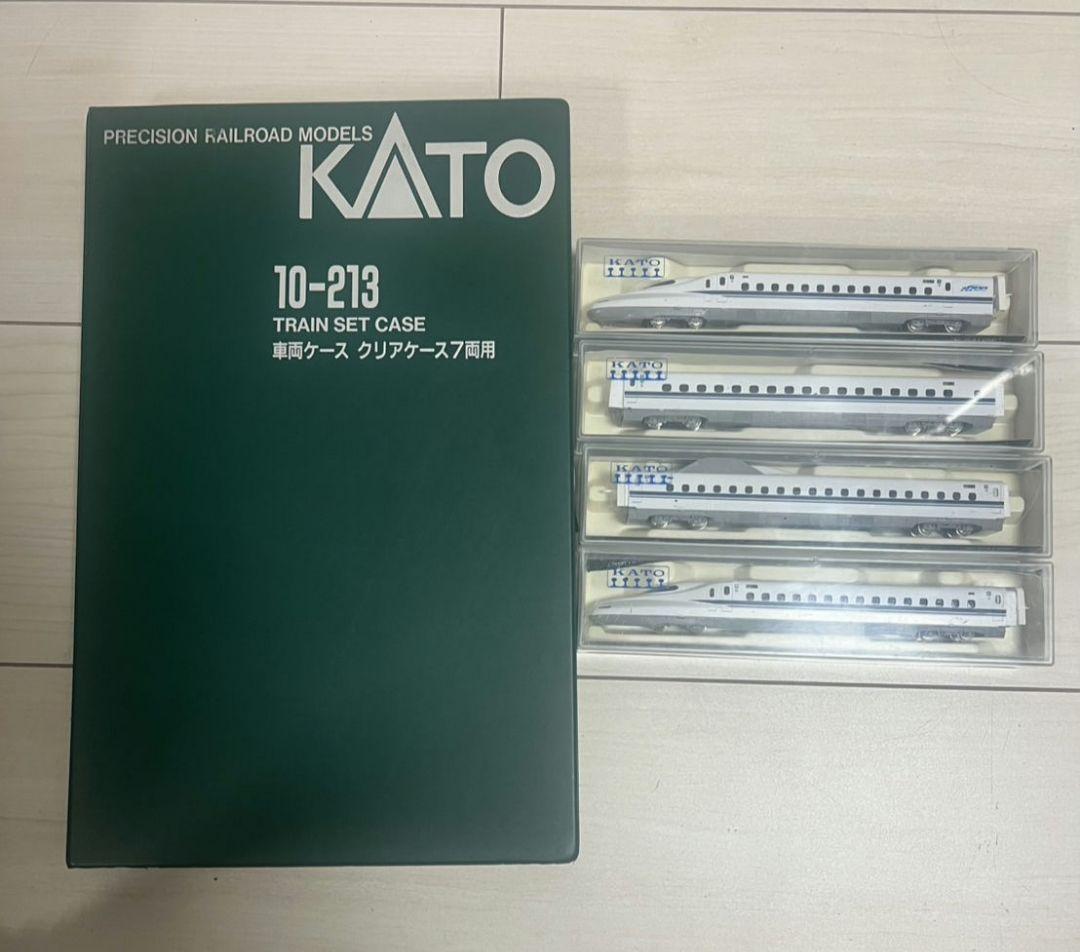 PRECISION RAILROAD MODELS
KATO
10-213
TRAIN SET CASE
車両ケース クリアケース7両用
KATO
KATO
KATO
KATO